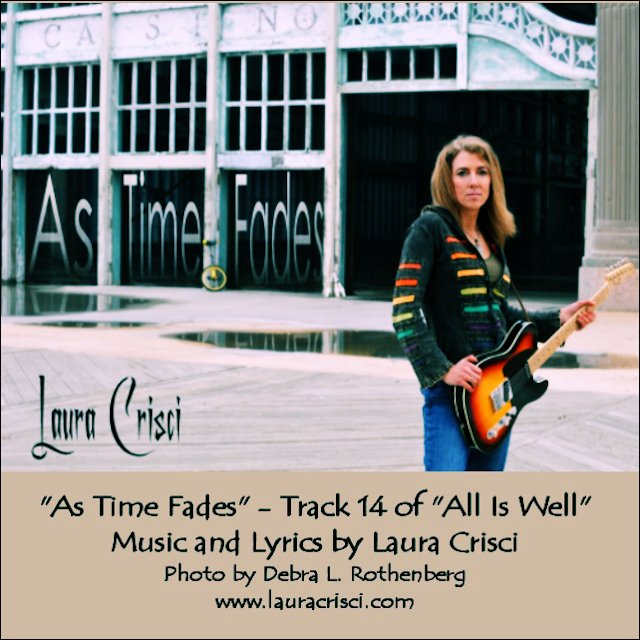 CASINO
As Time Fades
Laura Crisci
"As Time Fades" - Track 14 of "All Is Well"
Music and Lyrics by Laura Crisci
Photo by Debra L. Rothenberg
www.lauracrisci.com